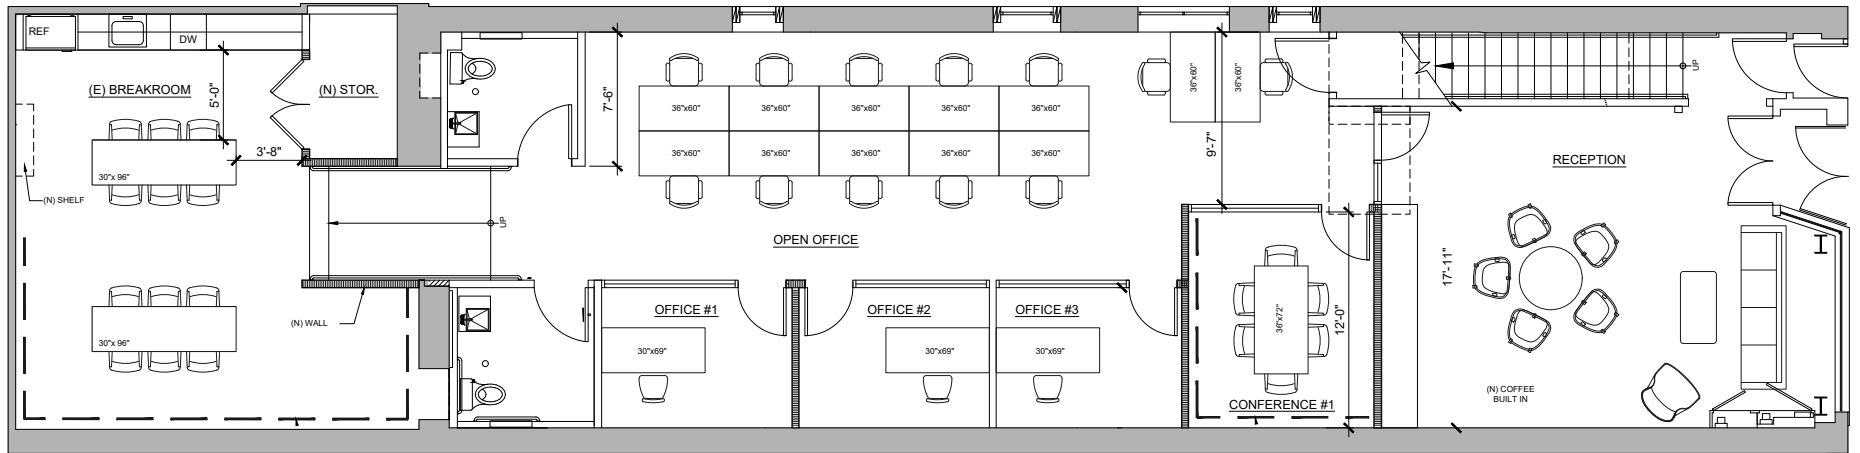 REF
DW
(E) BREAKROOM
(N) STOR.
5'-0"
3'-8"
30"x 96"
(N) SHELF
30"x 96"
(N) WALL
UP
7'-6"
36"x60"
36"x60"
36"x60"
36"x60"
36"x60"
36"x60"
36"x60"
36"x60"
36"x60"
36"x60"
OPEN OFFICE
36"x60"
36"x60"
9'-7"
UP
RECEPTION
OFFICE #1
30"x69"
OFFICE #2
30"x69"
OFFICE #3
30"x69"
36"x72"
12'-0"
CONFERENCE #1
17'-11"
(N) COFFEE
BUILT IN